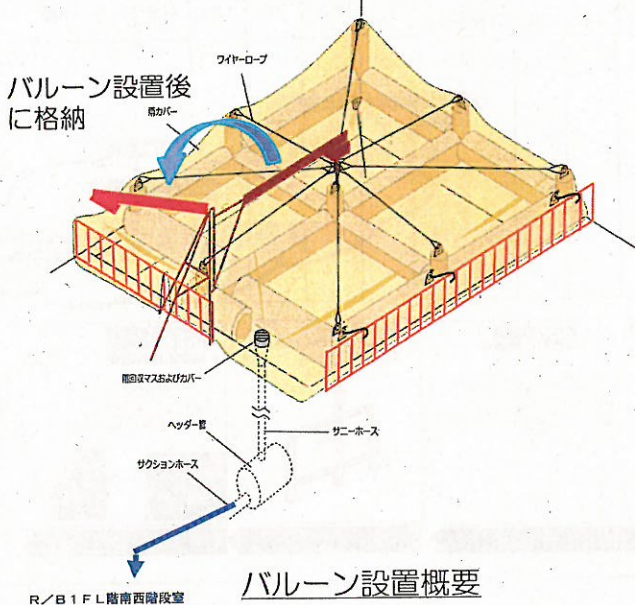 ワイヤーロープ
バルーン設置後
に格納
雨カバー
雨回収マスおよびカバー
ヘッダー管
サニーホース
サクションホース
バルーン設置概要
R/B1FL階南西階段室